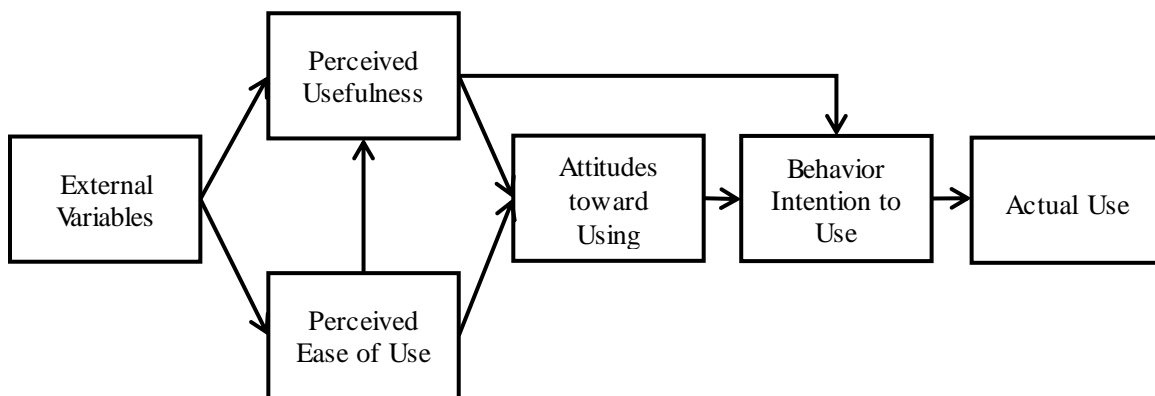 Perceived
Usefulness
External
Variables
Perceived
Ease of Use
Attitudes
toward
Using
Behavior
Intention to
Use
Actual Use